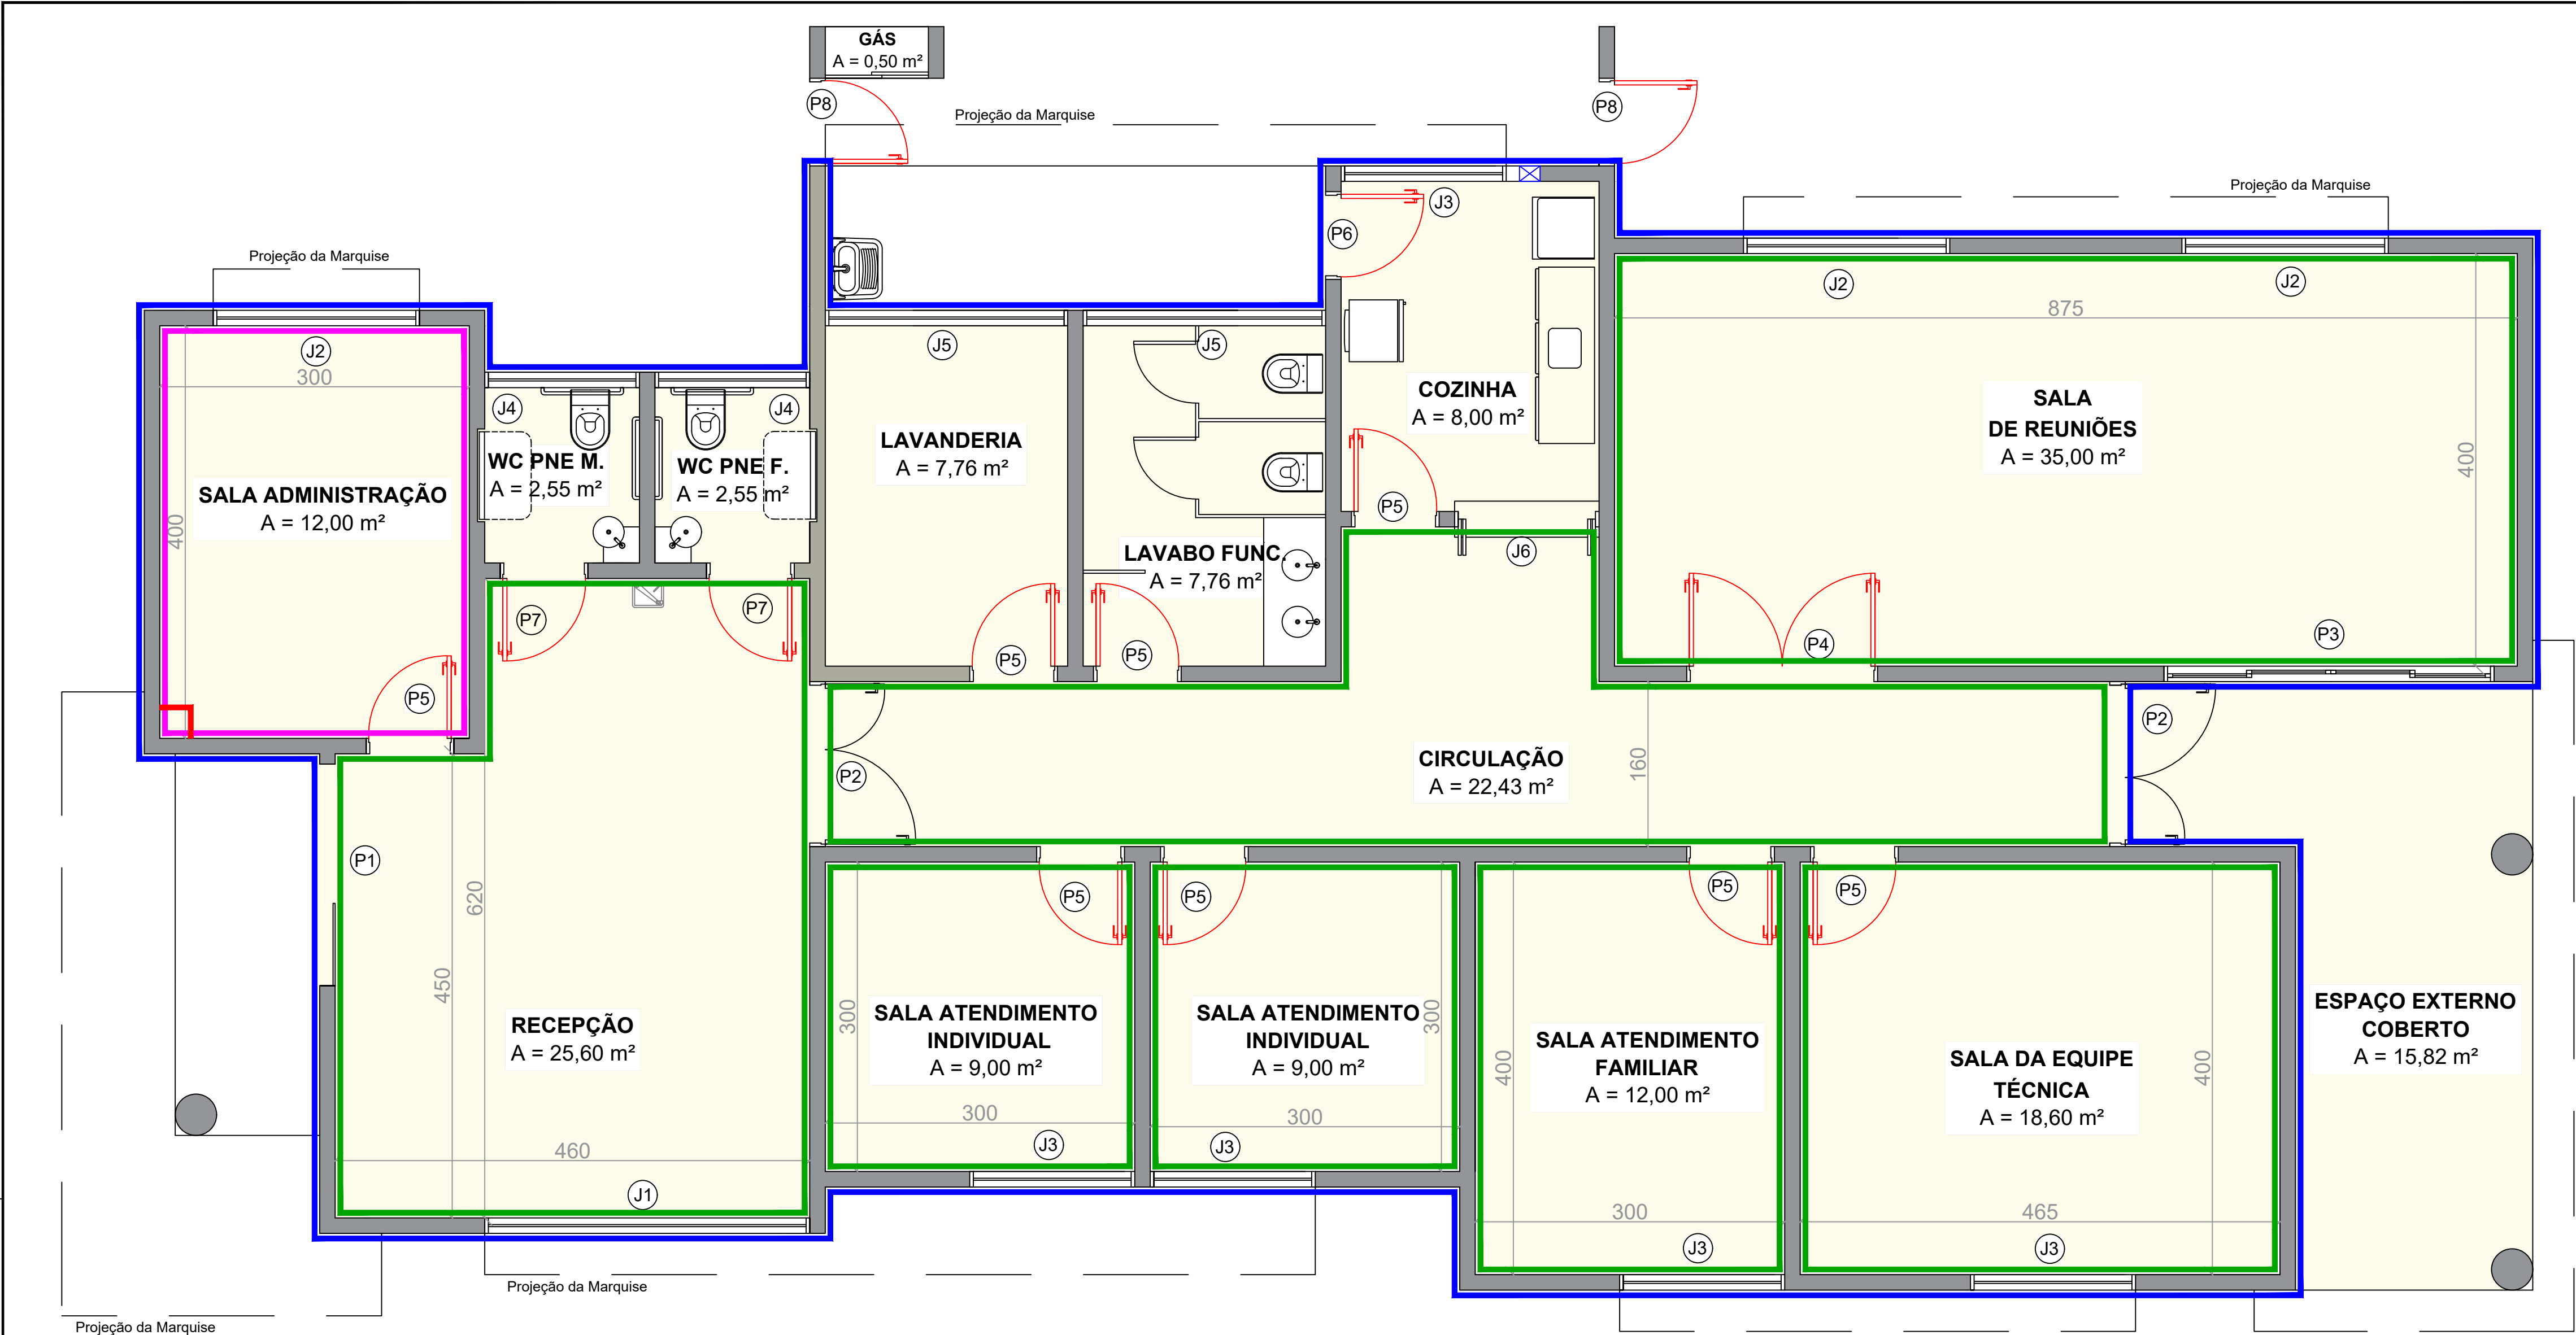 GÁS
A = 0,50 m²
P8
P8
Projeção da Marquise
Projeção da Marquise
Projeção da Marquise
P6
J3
J2
J2
875
J2
300
J5
J5
J4
J4
COZINHA
A = 8,00 m²
SALA
DE REUNIÕES
A = 35,00 m²
400
LAVANDERIA
A = 7,76 m²
WC PNE M.
A = 2,55 m²
WC PNE F.
A = 2,55 m²
SALA ADMINISTRAÇÃO
A = 12,00 m²
400
P5
J6
LAVABO FUNC.
A = 7,76 m²
P7
P7
P5
P5
P4
P3
P5
P2
P2
CIRCULAÇÃO
A = 22,43 m²
160
P1
620
450
P5
P5
P5
P5
RECEPÇÃO
A = 25,60 m²
300
SALA ATENDIMENTO
INDIVIDUAL
A = 9,00 m²
SALA ATENDIMENTO
INDIVIDUAL
A = 9,00 m²
300
400
SALA ATENDIMENTO
FAMILIAR
A = 12,00 m²
SALA DA EQUIPE
TÉCNICA
A = 18,60 m²
400
ESPAÇO EXTERNO
COBERTO
A = 15,82 m²
300
300
460
J3
J3
J1
300
465
J3
J3
Projeção da Marquise
Projeção da Marquise